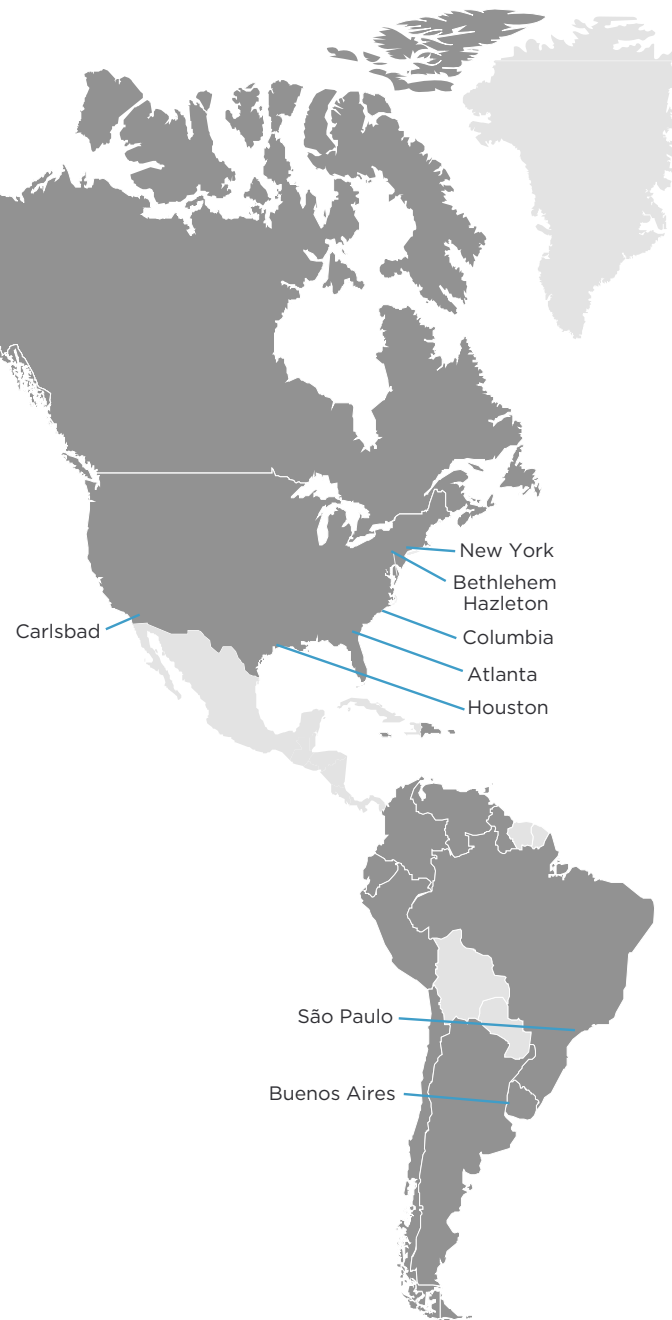 New York
Bethlehem
Hazleton
Carlsbad
Columbia
Atlanta
Houston
São Paulo
Buenos Aires